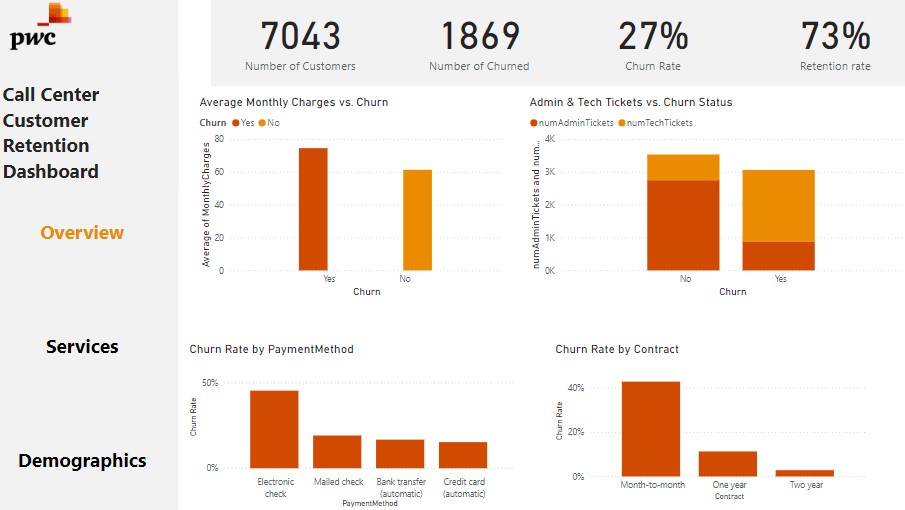 pwc
Call Center
Customer
Retention
Dashboard
Overview
Services
Demographics
7043
Number of Customers
1869
Number of Churned
27%
Churn Rate
73%
Retention rate
Average Monthly Charges vs. Churn
Churn Yes No
Average of MonthlyCharges
80
60
40
20
0
Yes No
Churn
Admin & Tech Tickets vs. Churn Status
numAdminTickets numTechTickets
numAdminTickets and num...
4K
3K
2K
1K
0K
No Yes
Churn
Churn Rate by PaymentMethod
Churn Rate
50%
0%
Electronic
check
Mailed check
Bank transfer
(automatic)
Credit card
(automatic)
PaymentMethod
Churn Rate by Contract
Churn Rate
40%
20%
0%
Month-to-month One year Two year
Contract